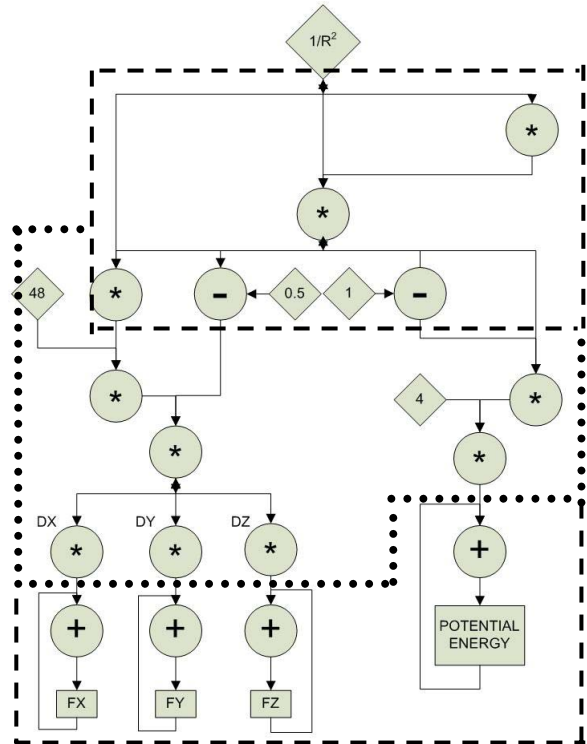 1/R²
*
*
48
*
-
0.5
1
-
*
4
*
*
*
DX
DY
DZ
*
*
*
+
+
+
+
POTENTIAL
ENERGY
FX
FY
FZ